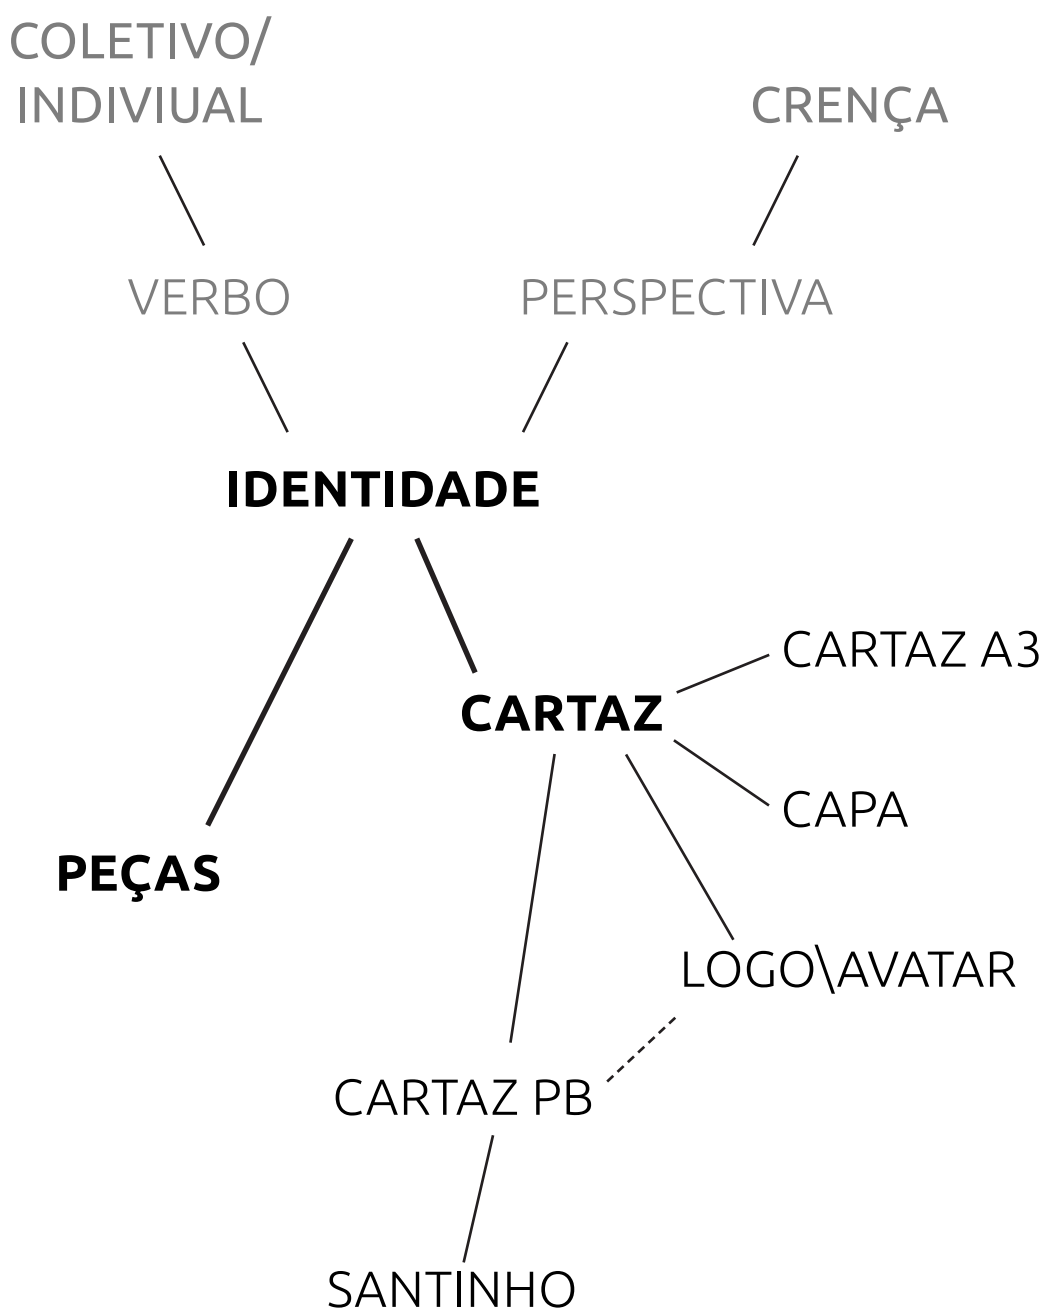 COLETIVO/
INDIVIUAL
CRENÇA
VERBO
PERSPECTIVA
IDENTIDADE
CARTAZ A3
CARTAZ
CAPA
PEÇAS
LOGO\AVATAR
CARTAZ PB
SANTINHO